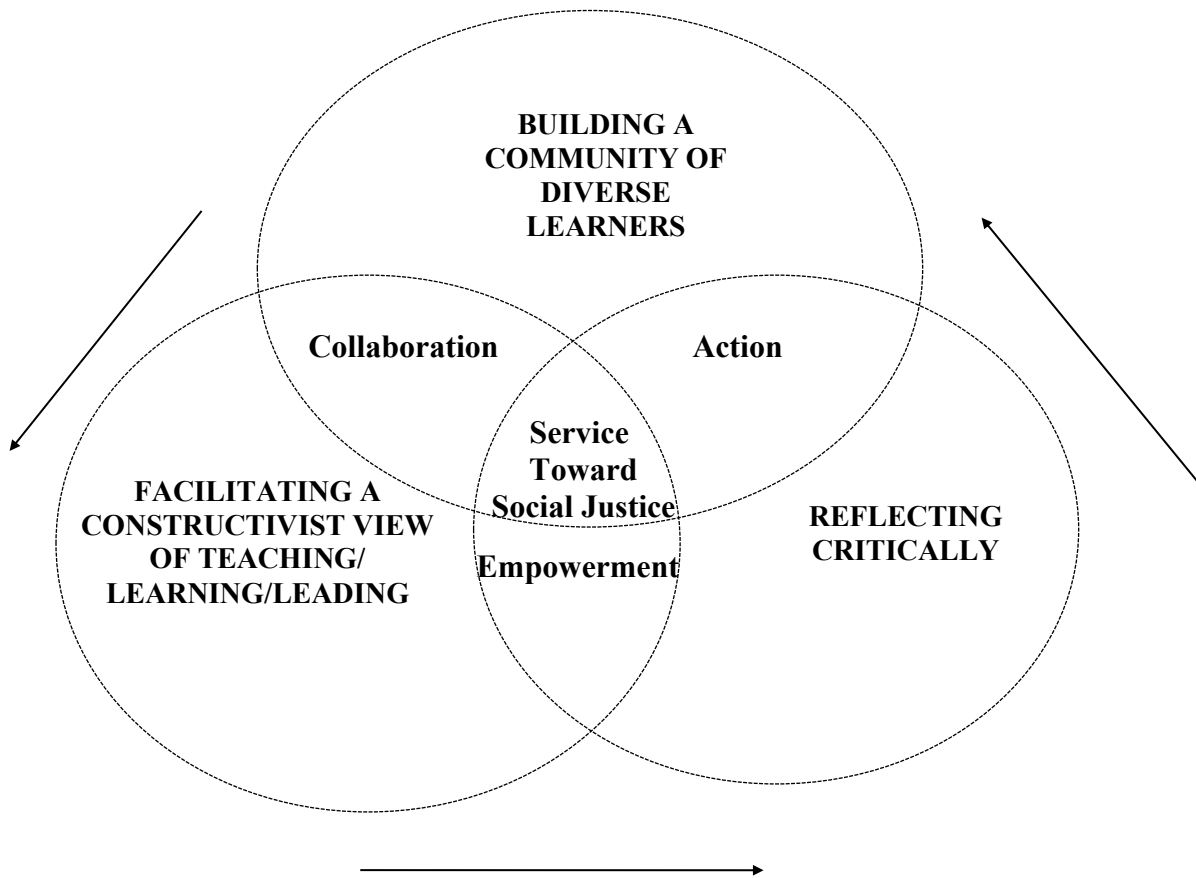 BUILDING A
COMMUNITY OF
DIVERSE
LEARNERS
Collaboration
Action
Service
Toward
Social Justice
FACILITATING A
CONSTRUCTIVIST VIEW
OF TEACHING/
LEARNING/LEADING
Empowerment
REFLECTING
CRITICALLY